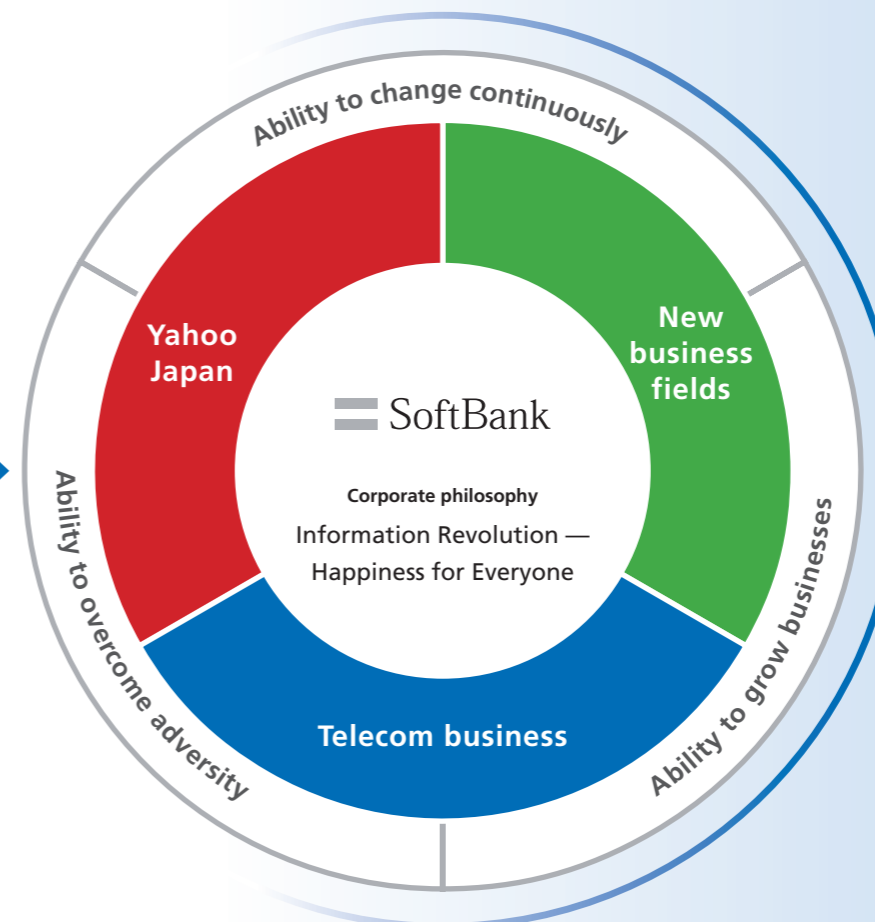 Ability to change continuously
Yahoo
Japan
New
business
fields
SoftBank
Corporate philosophy
Information Revolution —
Happiness for Everyone
Telecom business
Ability to overcome adversity
Ability to grow businesses